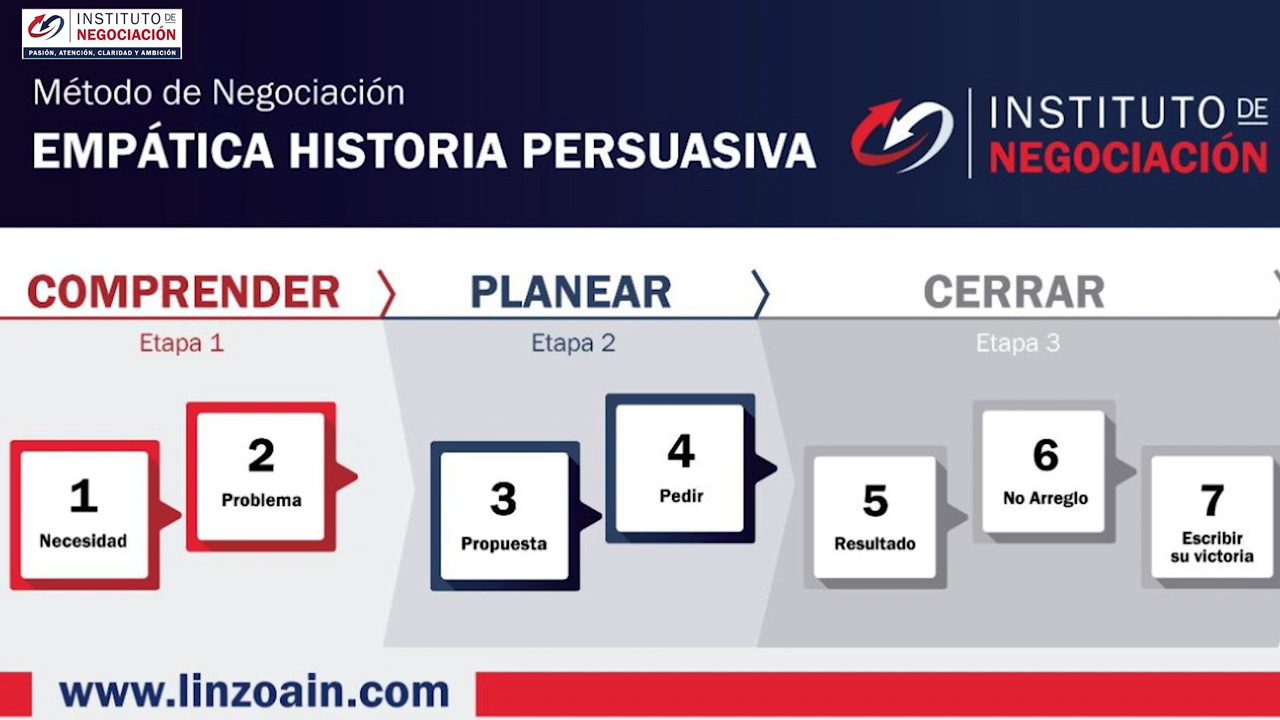 INSTITUTO DE
NEGOCIACIÓN
PASIÓN, ATENCIÓN, CLARIDAD Y AMBICIÓN
Método de Negociación
EMPÁTICA HISTORIA PERSUASIVA
INSTITUTO DE
NEGOCIACIÓN
COMPRENDER
PLANEAR
CERRAR
Etapa 1
Etapa 2
Etapa 3
1
Necesidad
2
Problema
3
Propuesta
4
Pedir
5
Resultado
6
No Arreglo
7
Escribir
su victoria
www.linzoain.com